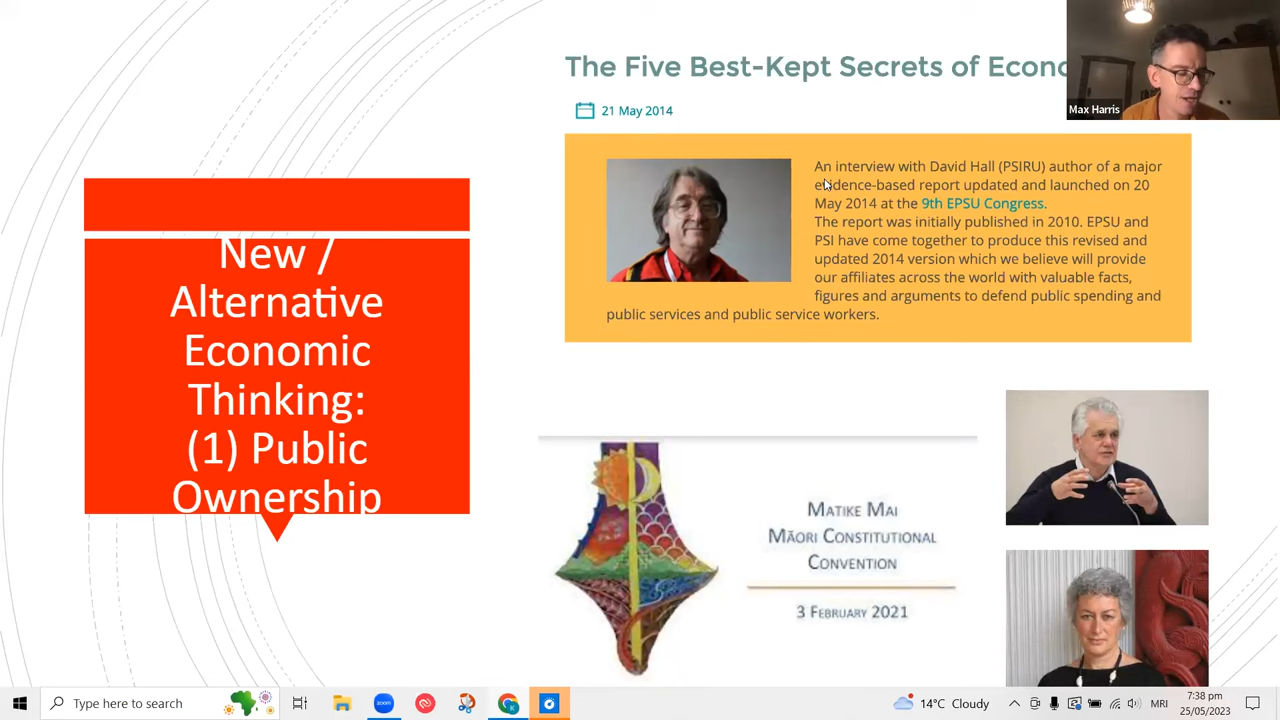 The Five Best-Kept Secrets of Econo
Max Harris
21 May 2014
An interview with David Hall (PSIRU) author of a major
evidence-based report updated and launched on 20
May 2014 at the 9th EPSU Congress.
The report was initially published in 2010. EPSU and
PSI have come together to produce this revised and
updated 2014 version which we believe will provide
our affiliates across the world with valuable facts,
figures and arguments to defend public spending and
public services and public service workers.
New /
Alternative
Economic
Thinking:
(1) Public
Ownership
MATIKE MAI
MĀORI CONSTITUTIONAL
CONVENTION
3 FEBRUARY 2021
Type here to search
zoom
K
14°C Cloudy
MRI
7:38 pm
25/05/2023